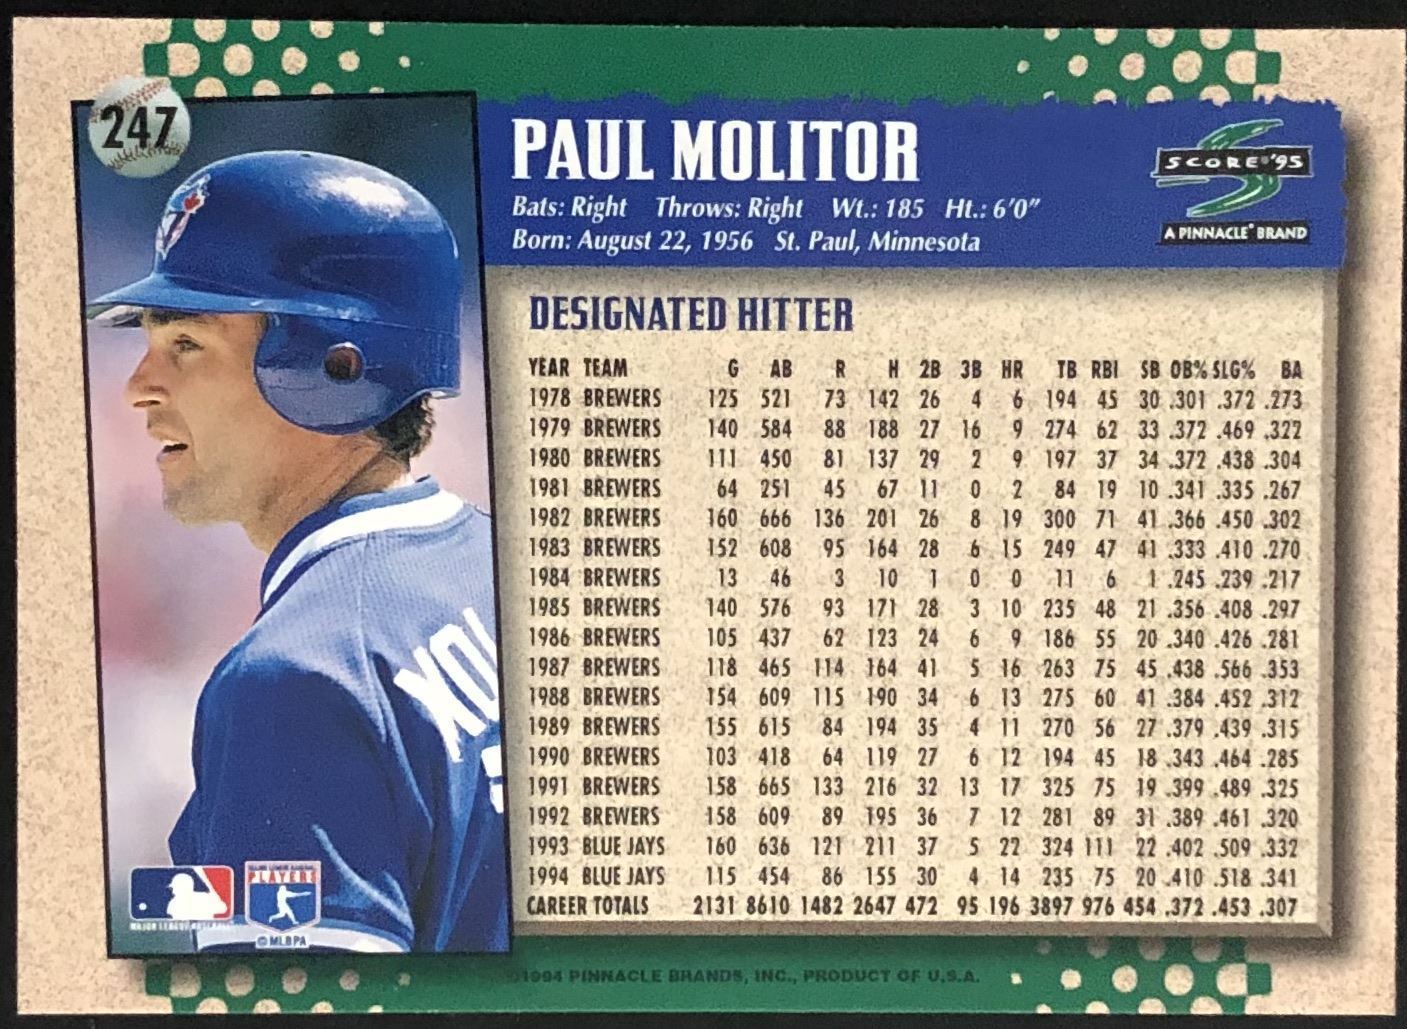 247
PAUL MOLITOR
Bats: Right Throws: Right Wt.: 185 Ht.: 6'0"
Born: August 22, 1956 St. Paul, Minnesota
SCORE® '95
A PINNACLE® BRAND
DESIGNATED HITTER
YEAR TEAM G AB R H 2B 3B HR TB RBI SB OB% SLG% BA
1978 BREWERS 125 521 73 142 26 4 6 194 45 30 .301 .372 .273
1979 BREWERS 140 584 88 188 27 16 9 274 62 33 .372 .469 .322
1980 BREWERS 111 450 81 137 29 2 9 197 37 34 .372 .438 .304
1981 BREWERS 64 251 45 67 11 0 2 84 19 10 .341 .335 .267
1982 BREWERS 160 666 136 201 26 8 19 300 71 41 .366 .450 .302
1983 BREWERS 152 608 95 164 28 6 15 249 47 41 .333 .410 .270
1984 BREWERS 13 46 3 10 1 0 0 11 6 1 .245 .239 .217
1985 BREWERS 140 576 93 171 28 3 10 235 48 21 .356 .408 .297
1986 BREWERS 105 437 62 123 24 6 9 186 55 20 .340 .426 .281
1987 BREWERS 118 465 114 164 41 5 16 263 75 45 .438 .566 .353
1988 BREWERS 154 609 115 190 34 6 13 275 60 41 .384 .452 .312
1989 BREWERS 155 615 84 194 35 4 11 270 56 27 .379 .439 .315
1990 BREWERS 103 418 64 119 27 6 12 194 45 18 .343 .464 .285
1991 BREWERS 158 665 133 216 32 13 17 325 75 19 .399 .489 .325
1992 BREWERS 158 609 89 195 36 7 12 281 89 31 .389 .461 .320
1993 BLUE JAYS 160 636 121 211 37 5 22 324 111 22 .402 .509 .332
1994 BLUE JAYS 115 454 86 155 30 4 14 235 75 20 .410 .518 .341
CAREER TOTALS 2131 8610 1482 2647 472 95 196 3897 976 454 .372 .453 .307
MAJOR LEAGUE BASEBALL
MAJOR LEAGUE BASEBALL
PLAYERS
©MLBPA
©1994 PINNACLE BRANDS, INC., PRODUCT OF U.S.A.